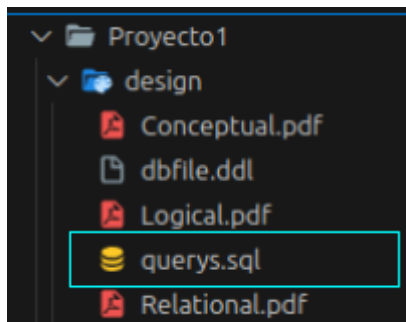 Proyecto1
design
Conceptual.pdf
dbfile.ddl
Logical.pdf
querys.sql
Relational.pdf